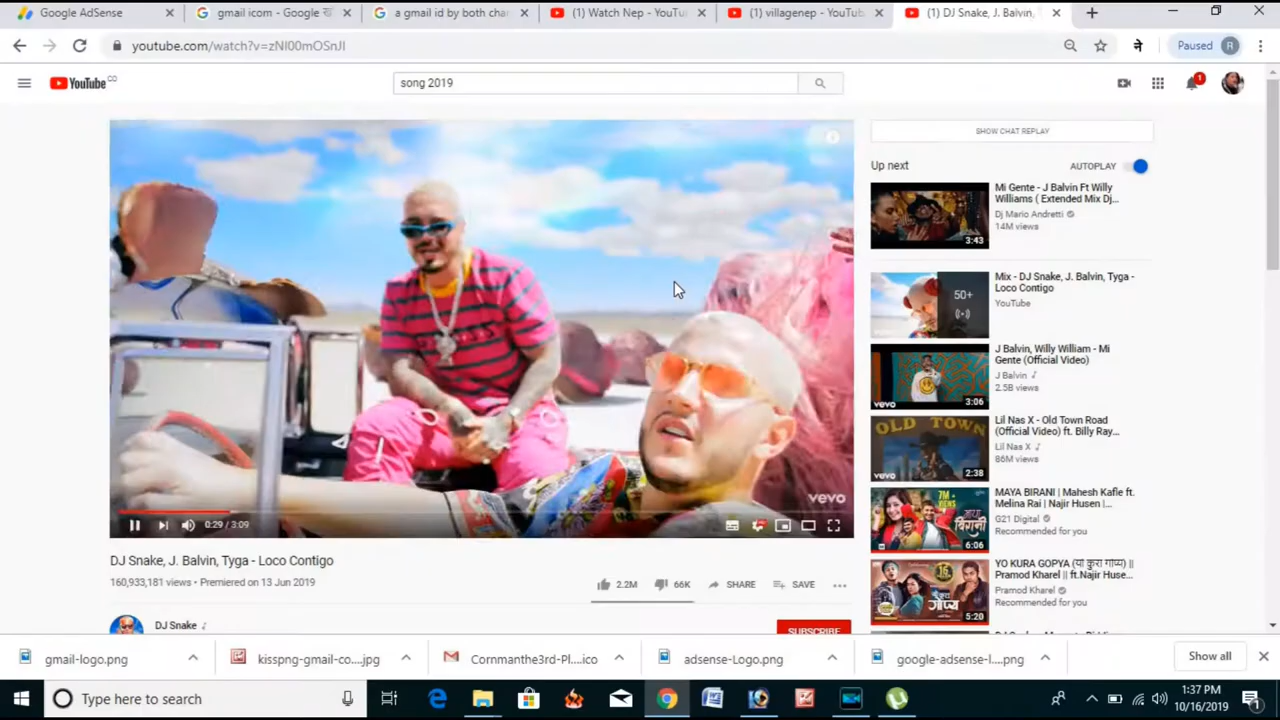 Google AdSense
gmail icom - Google
a gmail id by both char
(1) Watch Nep - YouTu
(1) villagenep - YouTub
(1) DJ Snake, J. Balvin,
youtube.com/watch?v=zNI00mOSnJI
ने
Paused R
YouTube CO
song 2019
1
SHOW CHAT REPLAY
Up next
AUTOPLAY
Mi Gente - J Balvin Ft Willy
Williams ( Extended Mix Dj...
Dj Mario Andretti
14M views
3:43
Mix - DJ Snake, J. Balvin, Tyga -
Loco Contigo
YouTube
50+
J Balvin, Willy William - Mi
Gente (Official Video)
J Balvin
2.5B views
vevo
3:06
Lil Nas X - Old Town Road
(Official Video) ft. Billy Ray...
Lil Nas X
86M views
OLD TOWN
vevo
2:38
MAYA BIRANI | Mahesh Kafle ft.
Melina Rai | Najir Husen |...
G21 Digital
Recommended for you
7M+
VIEWS
6:06
YO KURA GOPYA (यो कुरा गोप्य) ||
Pramod Kharel || ft.Najir Huse...
Pramod Kharel
Recommended for you
5:20
vevo
0:29 / 3:09
DJ Snake, J. Balvin, Tyga - Loco Contigo
160,933,181 views • Premiered on 13 Jun 2019
2.2M
66K
SHARE
SAVE
DJ Snake
SUBSCRIBE
gmail-logo.png
kisspng-gmail-co....jpg
Cornmanthe3rd-Pl....ico
adsense-Logo.png
google-adsense-l....png
Show all
Type here to search
1:37 PM
10/16/2019
1